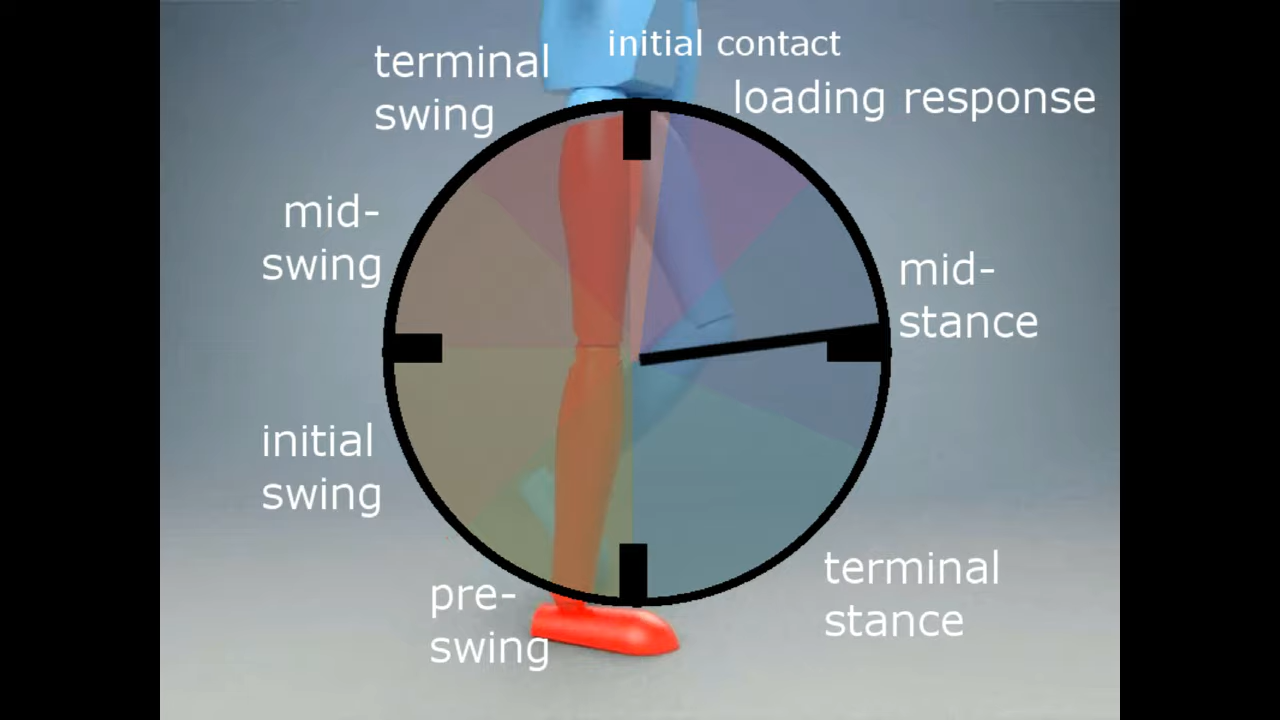 initial contact
loading response
mid-
stance
terminal
stance
pre-
swing
initial
swing
mid-
swing
terminal
swing